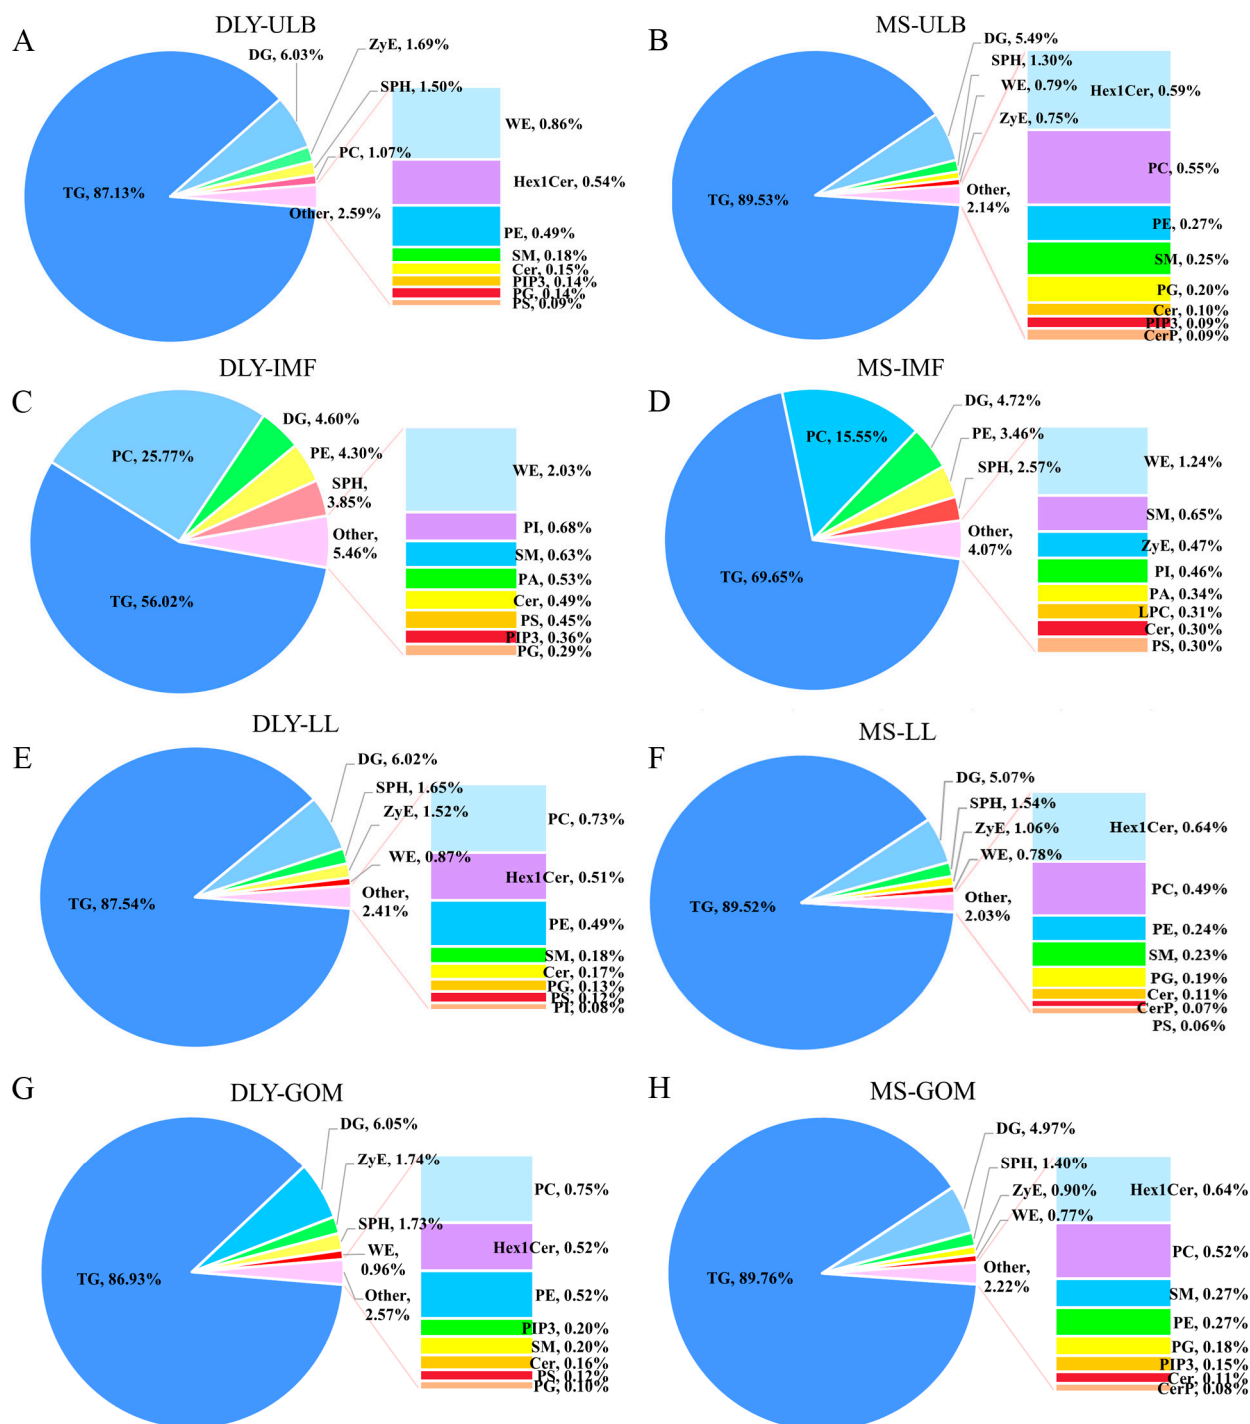 A
DLY-ULB
TG, 87.13%
DG, 6.03%
ZyE, 1.69%
SPH, 1.50%
PC, 1.07%
Other, 2.59%
WE, 0.86%
Hex1Cer, 0.54%
PE, 0.49%
SM, 0.18%
Cer, 0.15%
PIP3, 0.14%
PG, 0.14%
PS, 0.09%
B
MS-ULB
TG, 89.53%
DG, 5.49%
SPH, 1.30%
WE, 0.79%
ZyE, 0.75%
Other,
2.14%
Hex1Cer, 0.59%
PC, 0.55%
PE, 0.27%
SM, 0.25%
PG, 0.20%
Cer, 0.10%
PIP3, 0.09%
CerP, 0.09%
C
DLY-IMF
TG, 56.02%
PC, 25.77%
DG, 4.60%
PE, 4.30%
SPH,
3.85%
Other,
5.46%
WE, 2.03%
PI, 0.68%
SM, 0.63%
PA, 0.53%
Cer, 0.49%
PS, 0.45%
PIP3, 0.36%
PG, 0.29%
D
MS-IMF
TG, 69.65%
PC, 15.55%
DG, 4.72%
PE, 3.46%
SPH, 2.57%
Other,
4.07%
WE, 1.24%
SM, 0.65%
ZyE, 0.47%
PI, 0.46%
PA, 0.34%
LPC, 0.31%
Cer, 0.30%
PS, 0.30%
E
DLY-LL
TG, 87.54%
DG, 6.02%
SPH, 1.65%
ZyE, 1.52%
WE, 0.87%
Other,
2.41%
PC, 0.73%
Hex1Cer, 0.51%
PE, 0.49%
SM, 0.18%
Cer, 0.17%
PG, 0.13%
PS, 0.12%
PI, 0.08%
F
MS-LL
TG, 89.52%
DG, 5.07%
SPH, 1.54%
ZyE, 1.06%
WE, 0.78%
Other,
2.03%
Hex1Cer, 0.64%
PC, 0.49%
PE, 0.24%
SM, 0.23%
PG, 0.19%
Cer, 0.11%
CerP, 0.07%
PS, 0.06%
G
DLY-GOM
TG, 86.93%
DG, 6.05%
ZyE, 1.74%
SPH, 1.73%
WE,
0.96%
Other,
2.57%
PC, 0.75%
Hex1Cer, 0.52%
PE, 0.52%
PIP3, 0.20%
SM, 0.20%
Cer, 0.16%
PS, 0.12%
PG, 0.10%
H
MS-GOM
TG, 89.76%
DG, 4.97%
SPH, 1.40%
ZyE, 0.90%
WE, 0.77%
Other,
2.22%
Hex1Cer, 0.64%
PC, 0.52%
SM, 0.27%
PE, 0.27%
PG, 0.18%
PIP3, 0.15%
Cer, 0.11%
CerP, 0.08%